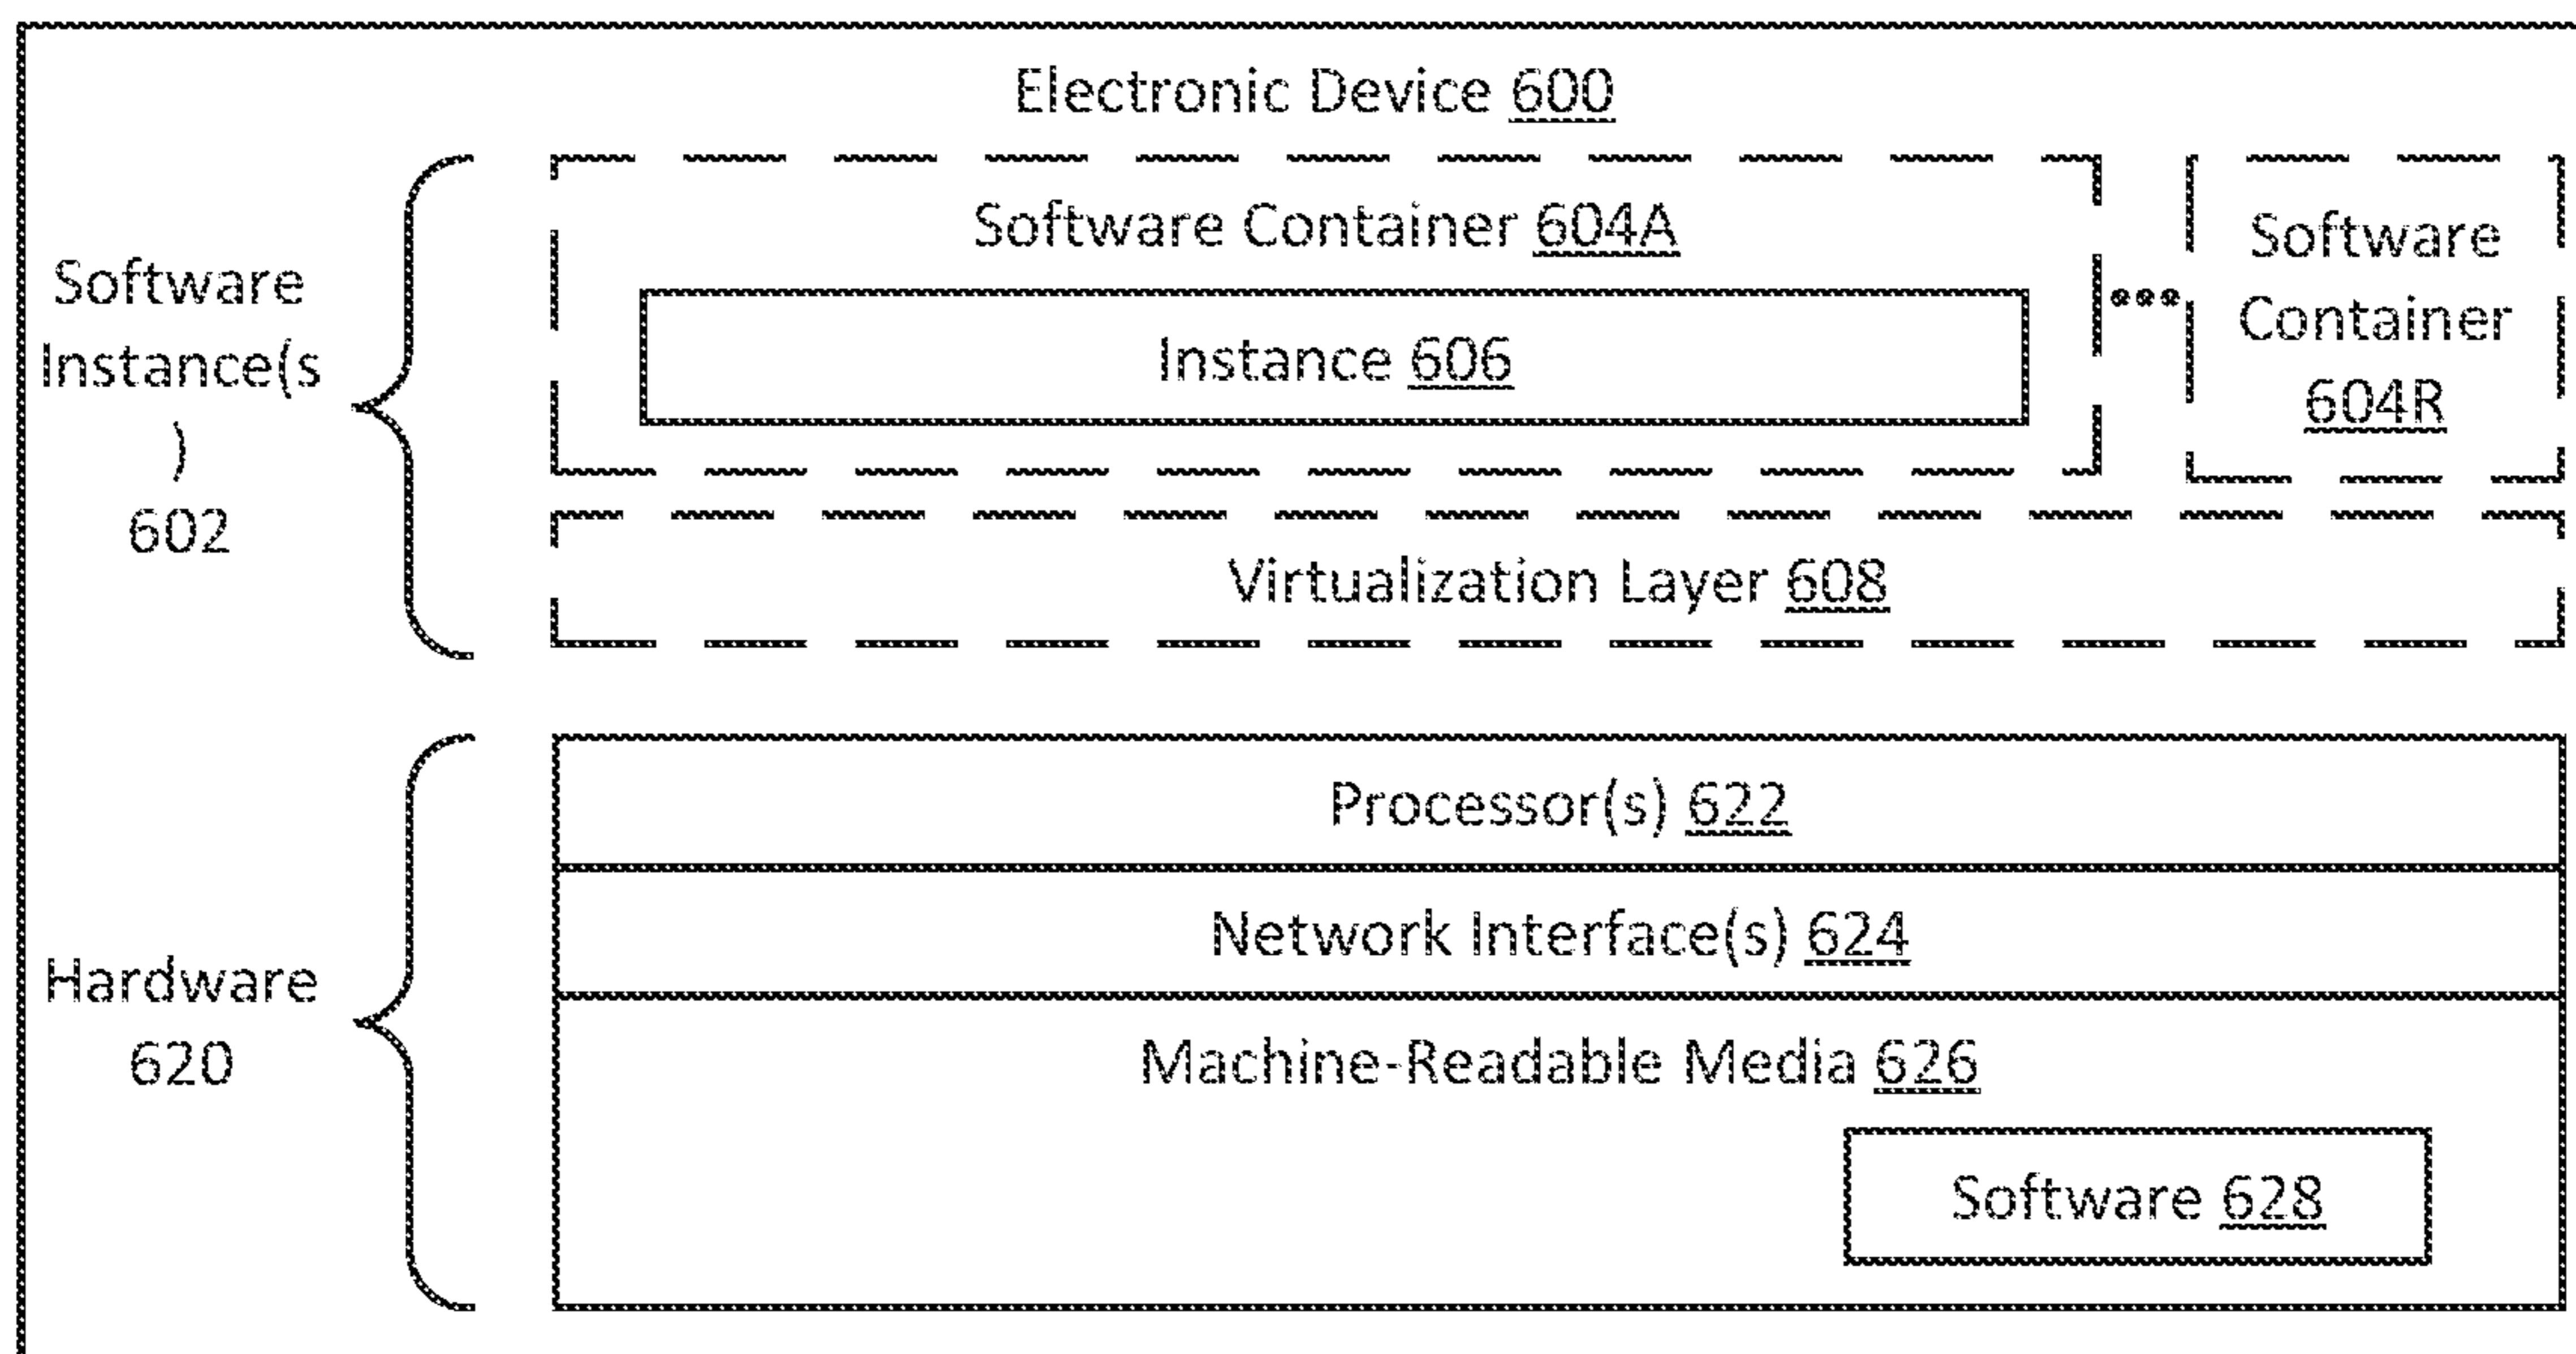 Electronic Device 600
Software
Instance(s
)
602
Software Container 604A
Instance 606
•••
Software
Container
604R
Virtualization Layer 608
Hardware
620
Processor(s) 622
Network Interface(s) 624
Machine-Readable Media 626
Software 628